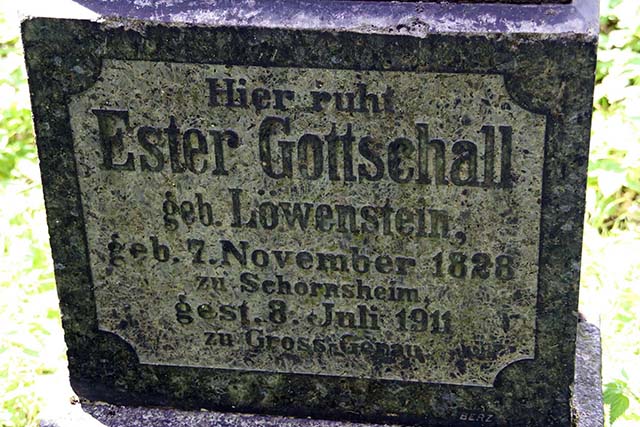 Hier ruht
Ester Gottschall
geb. Löwenstein,
geb. 7. November 1828
zu Schornsheim,
gest. 8. Juli 1911
zu Gross-Gerau
BERZ